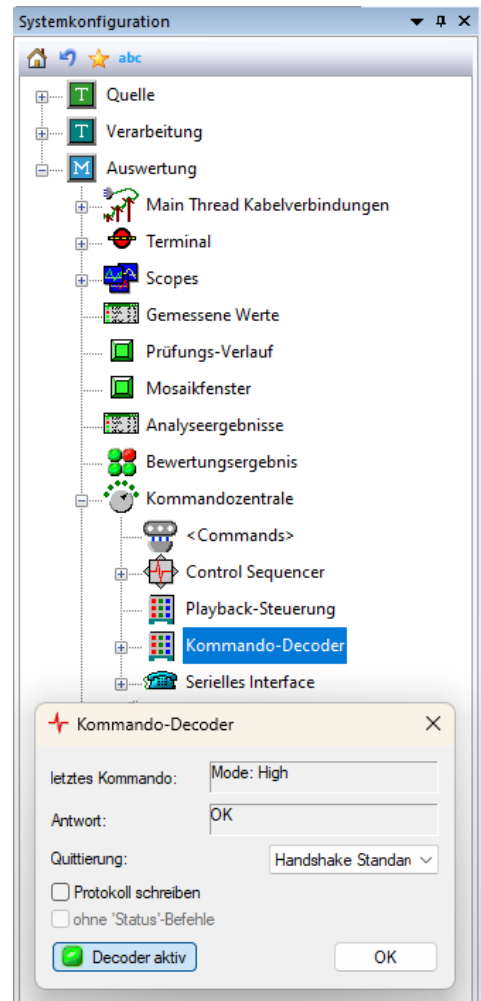 Systemkonfiguration
abc
T Quelle
T Verarbeitung
M Auswertung
Main Thread Kabelverbindungen
Terminal
Scopes
Gemessene Werte
Prüfungs-Verlauf
Mosaikfenster
Analyseergebnisse
Bewertungsergebnis
Kommandozentrale
<Commands>
Control Sequencer
Playback-Steuerung
Kommando-Decoder
Serielles Interface
Kommando-Decoder
letztes Kommando: Mode: High
Antwort: OK
Quittierung: Handshake Standar
Protokoll schreiben
ohne 'Status'-Befehle
Decoder aktiv OK